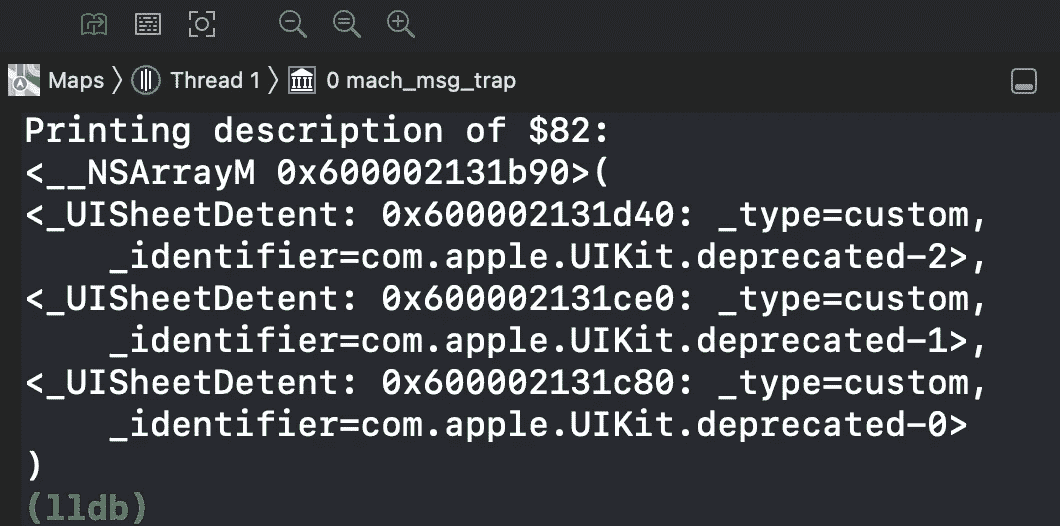 Maps 〉 Thread 1 〉 0 mach_msg_trap
Printing description of $82:
<__NSArrayM 0x600002131b90>(
<_UISheetDetent: 0x600002131d40: _type=custom,
    _identifier=com.apple.UIKit.deprecated-2>,
<_UISheetDetent: 0x600002131ce0: _type=custom,
    _identifier=com.apple.UIKit.deprecated-1>,
<_UISheetDetent: 0x600002131c80: _type=custom,
    _identifier=com.apple.UIKit.deprecated-0>
)
(lldb)